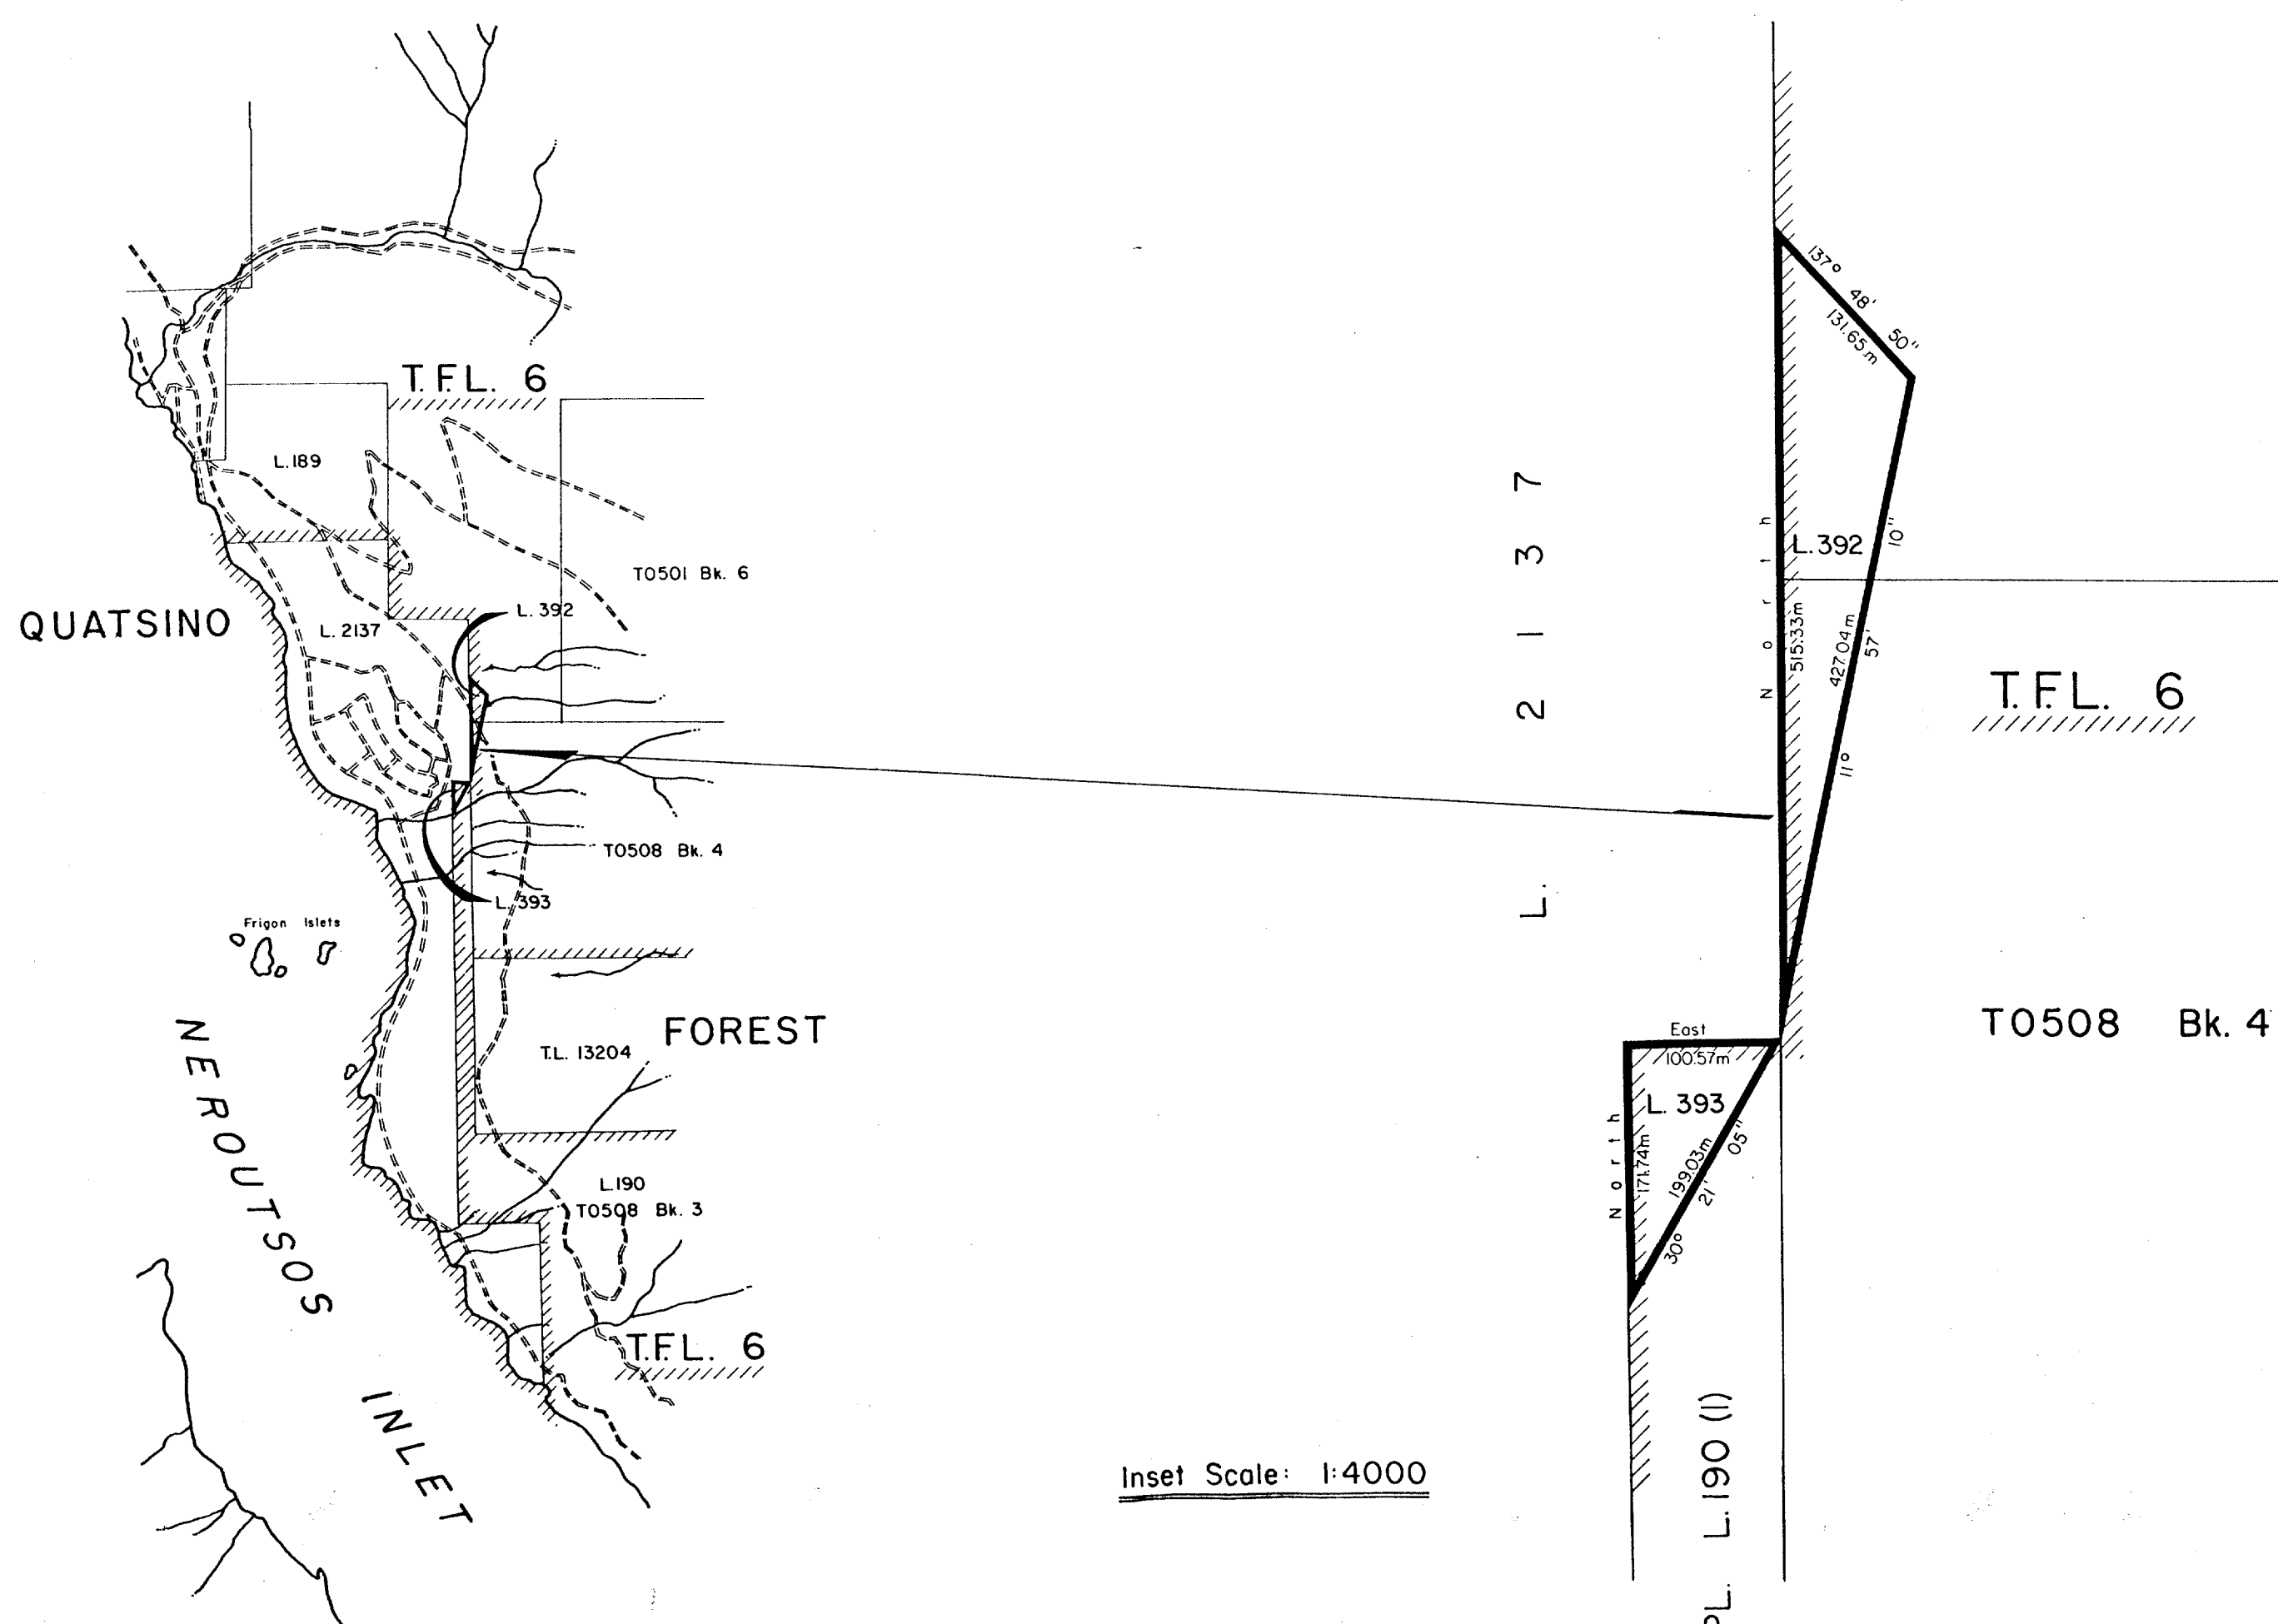 T.F.L. 6
L.189
T0501 Bk. 6
QUATSINO
L. 2137
L. 392
T0508 Bk. 4
L. 393
Frigon Islets
FOREST
T.L. 13204
NEROUTSOS INLET
L.190
T0508 Bk. 3
T.F.L. 6
Inset Scale: 1:4000
L. 2137
137° 48' 50"
131.65m
North
515.33m
L.392
11° 57' 10"
427.04m
T.F.L. 6
T0508 Bk. 4
East
100.57m
L. 393
North
171.74m
199.03m
30° 21' 05"
PL. L.190 (1)